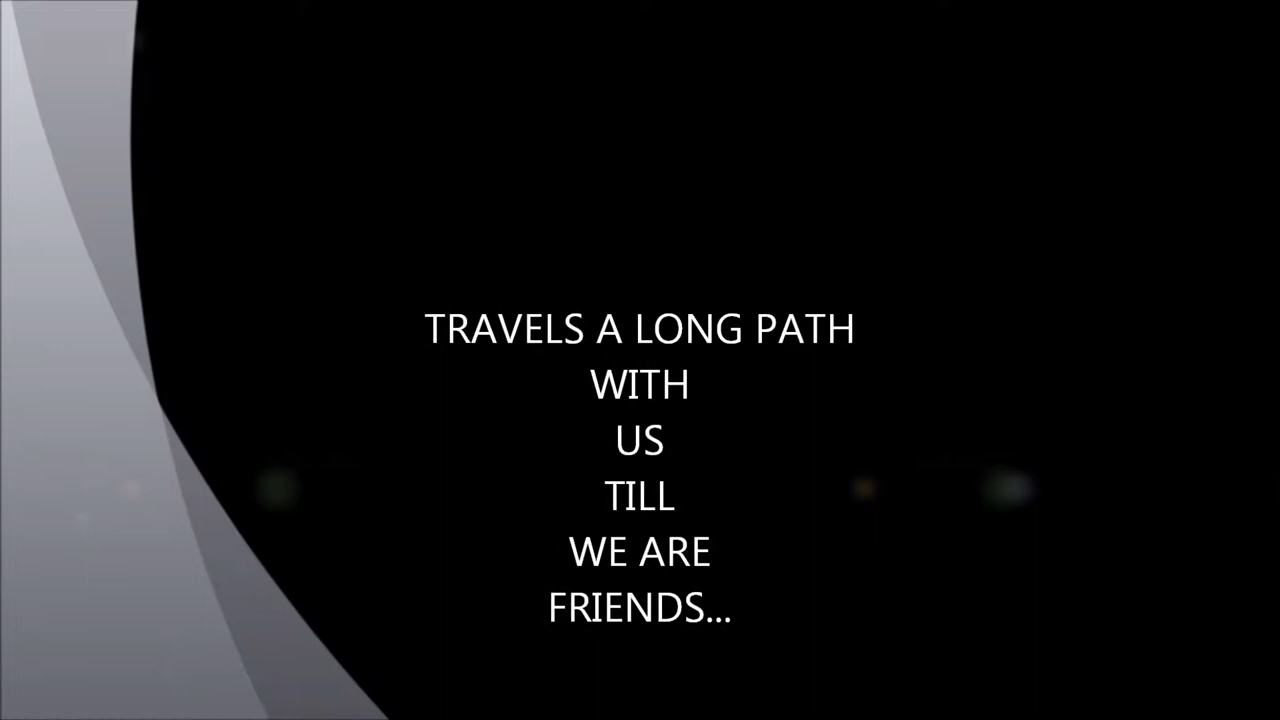 TRAVELS A LONG PATH
WITH
US
TILL
WE ARE
FRIENDS...